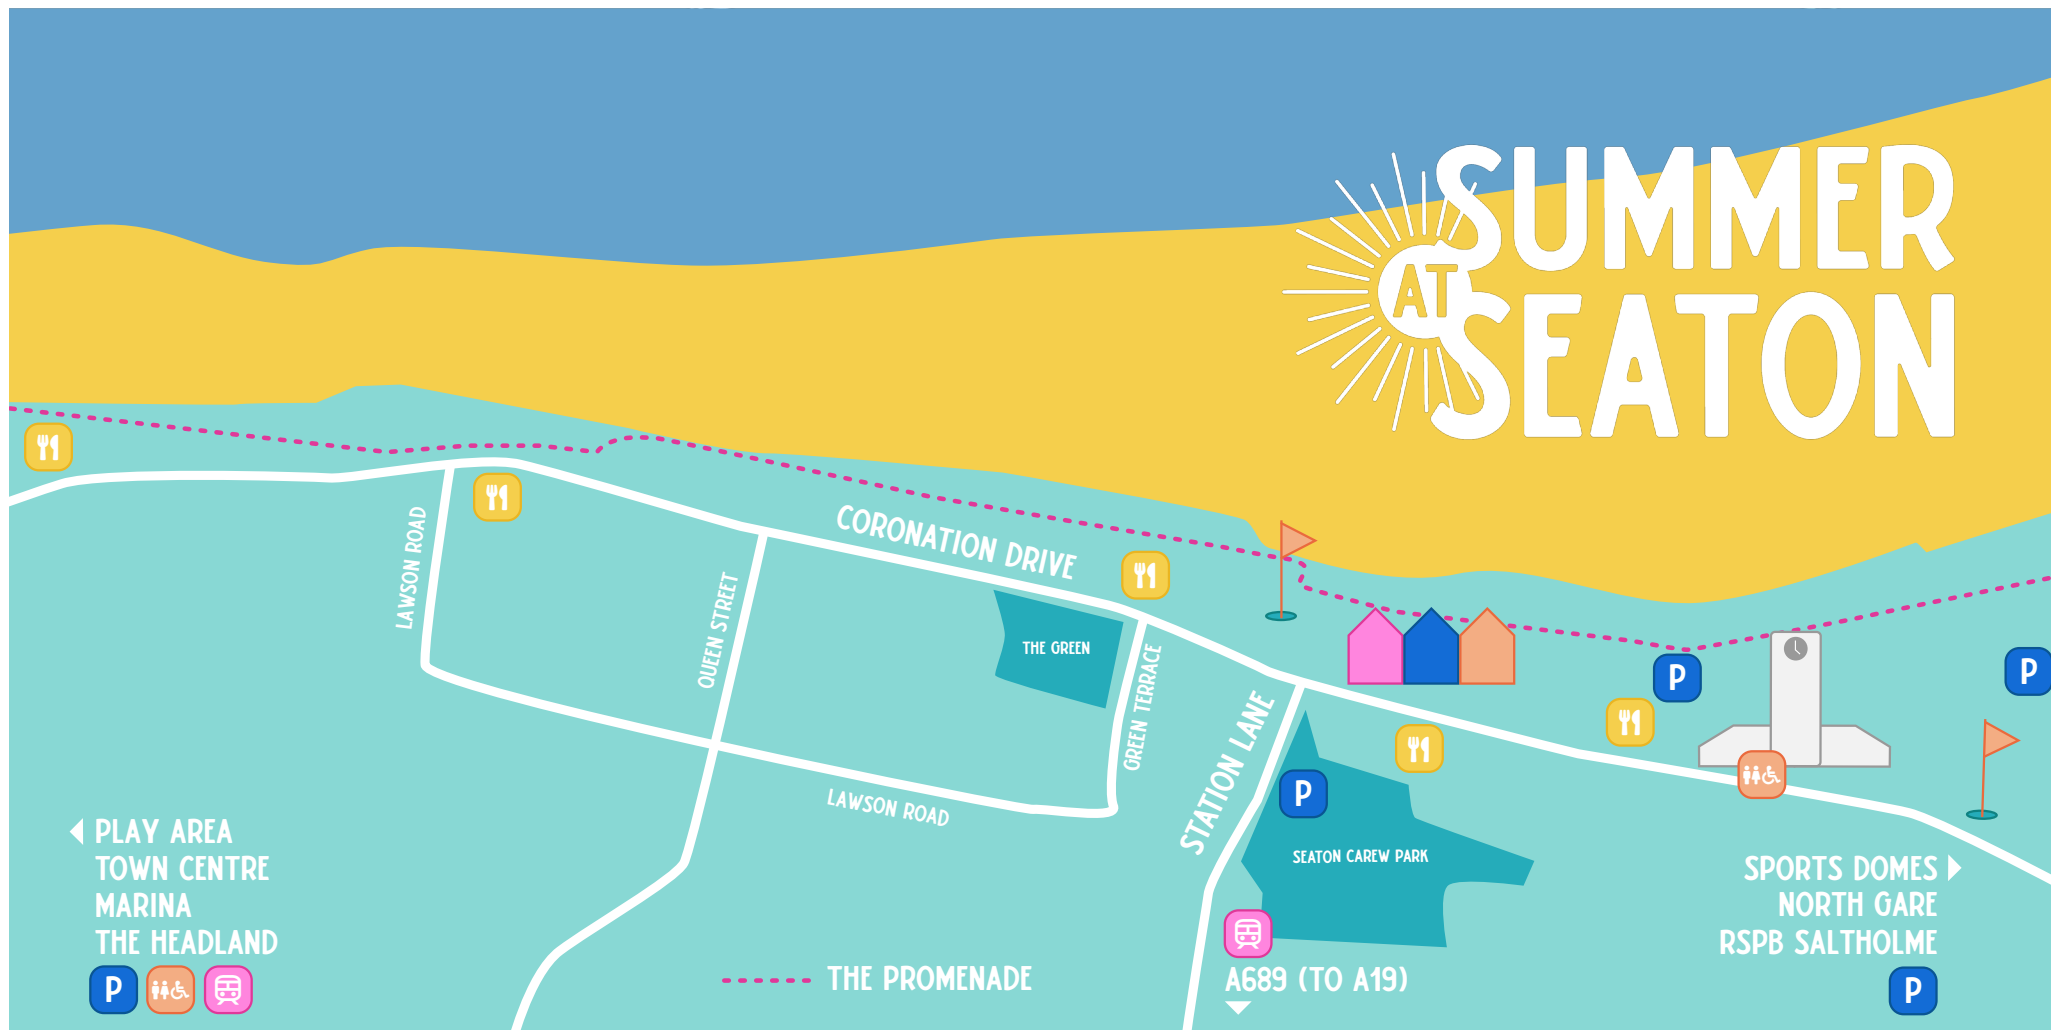 SUMMER
AT
SEATON
CORONATION DRIVE
LAWSON ROAD
QUEEN STREET
THE GREEN
GREEN TERRACE
STATION LANE
P
P
P
LAWSON ROAD
SEATON CAREW PARK
PLAY AREA
TOWN CENTRE
MARINA
THE HEADLAND
P
THE PROMENADE
A689 (TO A19)
SPORTS DOMES
NORTH GARE
RSPB SALTHOLME
P